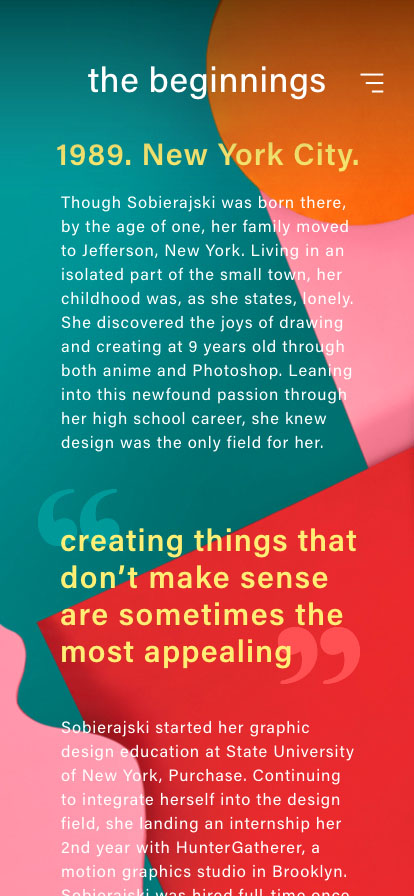 the beginnings
1989. New York City.
Though Sobierajski was born there,
by the age of one, her family moved
to Jefferson, New York. Living in an
isolated part of the small town, her
childhood was, as she states, lonely.
She discovered the joys of drawing
and creating at 9 years old through
both anime and Photoshop. Leaning
into this newfound passion through
her high school career, she knew
design was the only field for her.
“creating things that
don’t make sense
are sometimes the
most appealing”
Sobierajski started her graphic
design education at State University
of New York, Purchase. Continuing
to integrate herself into the design
field, she landing an internship her
2nd year with HunterGatherer, a
motion graphics studio in Brooklyn.
Sobierajski was hired full-time once